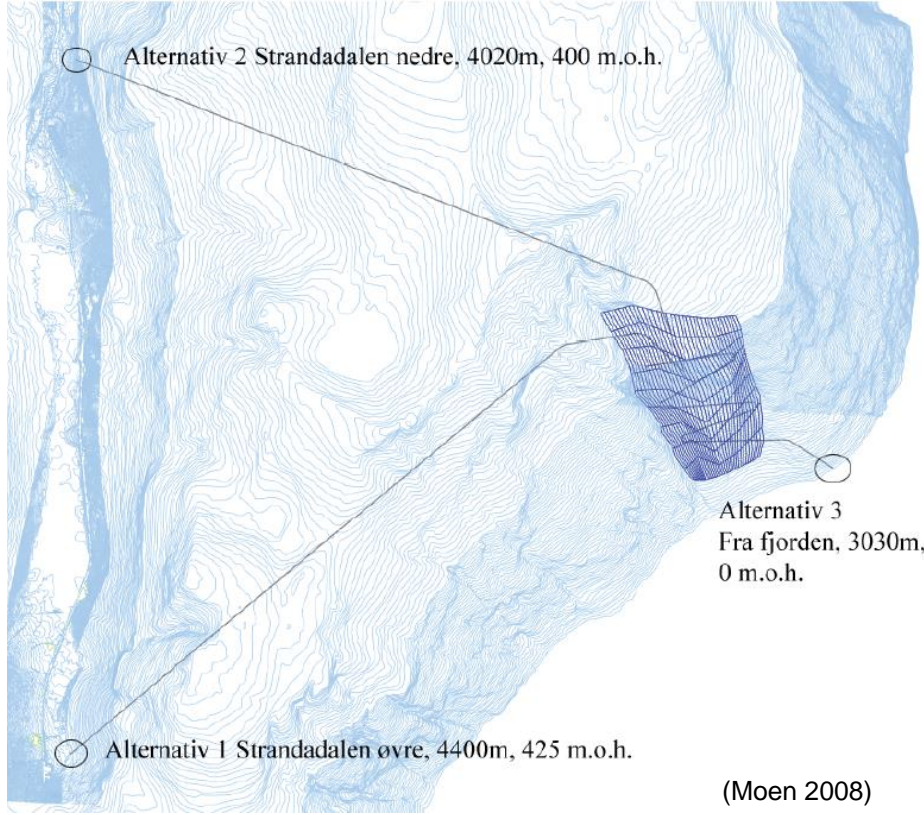 Alternativ 2 Strandadalen nedre, 4020m, 400 m.o.h.
Alternativ 3
Fra fjorden, 3030m,
0 m.o.h.
Alternativ 1 Strandadalen øvre, 4400m, 425 m.o.h.
(Moen 2008)